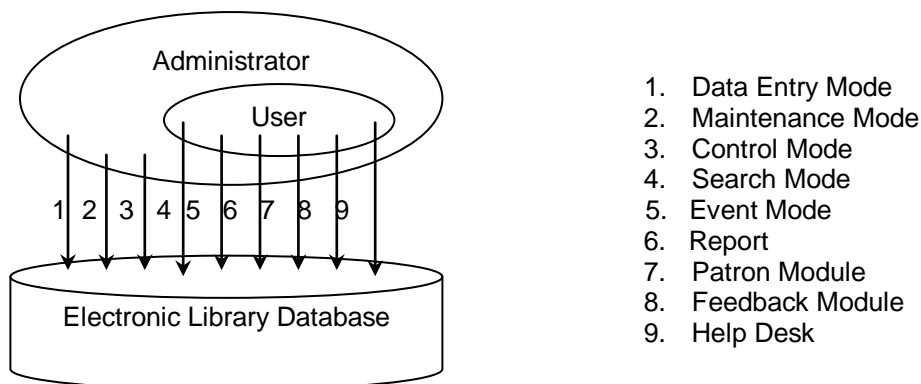 Administrator
User
1 2 3 4 5 6 7 8 9
Electronic Library Database
1. Data Entry Mode
2. Maintenance Mode
3. Control Mode
4. Search Mode
5. Event Mode
6. Report
7. Patron Module
8. Feedback Module
9. Help Desk